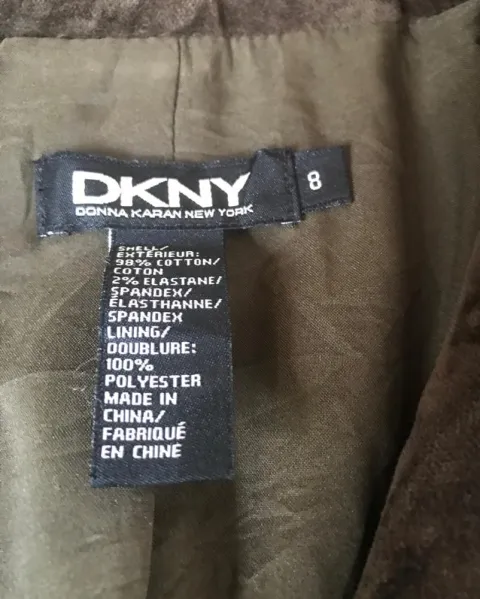 DKNY
DONNA KARAN NEW YORK
8
SHELL/
EXTÉRIEUR:
98% COTTON/
COTON
2% ELASTANE/
SPANDEX/
ÉLASTHANNE/
SPANDEX
LINING/
DOUBLURE:
100%
POLYESTER
MADE IN
CHINA/
FABRIQUÉ
EN CHINÉ